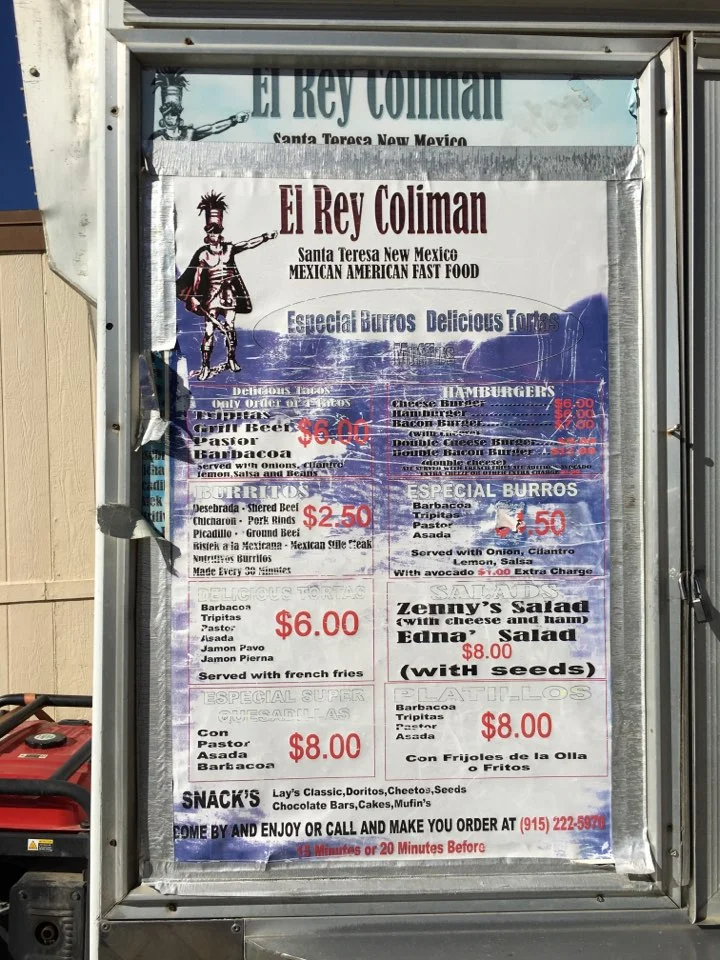 El Rey Coliman
Santa Teresa New Mexico
El Rey Coliman
Santa Teresa New Mexico
MEXICAN AMERICAN FAST FOOD
Especial Burros Delicious Tortas
Delicious Tacos
Only Order of 4 Tacos
Tripitas
Grill Beef
Pastor
Barbacoa
$6.00
Served with Onions, Cilantro
lemon,Salsa and Beans
HAMBURGERS
Cheese Burger $6.00
Hamburger $6.00
Bacon Burger $7.00
Double Cheese Burger
Double Bacon Burger
(double cheese)
BURRITOS
Desebrada - Shered Beef
Chicharon - Pork Rinds
$2.50
Picadillo - Ground Beef
Bistek a la Mexicana - Mexican Stile Steak
Nutritivos Burritos
Made Every 30 Minutes
ESPECIAL BURROS
Barbacoa
Tripitas
Pastor
Asada
.50
Served with Onion, Cilantro
Lemon, Salsa
With avocado $1.00 Extra Charge
DELICIOUS TORTAS
Barbacoa
Tripitas
Pastor
Asada
Jamon Pavo
Jamon Pierna
$6.00
Served with french fries
SALADS
Zenny's Salad
(with cheese and ham)
Edna' Salad
$8.00
(witH seeds)
ESPECIAL SUPER
QUESADILLAS
Con
Pastor
Asada
Barbacoa
$8.00
PLATILLOS
Barbacoa
Tripitas
Pastor
Asada
$8.00
Con Frijoles de la Olla
o Fritos
SNACK'S Lay's Classic,Doritos,Cheetos,Seeds
Chocolate Bars,Cakes,Mufin's
COME BY AND ENJOY OR CALL AND MAKE YOU ORDER AT (915) 222-5970
15 Minutes or 20 Minutes Before